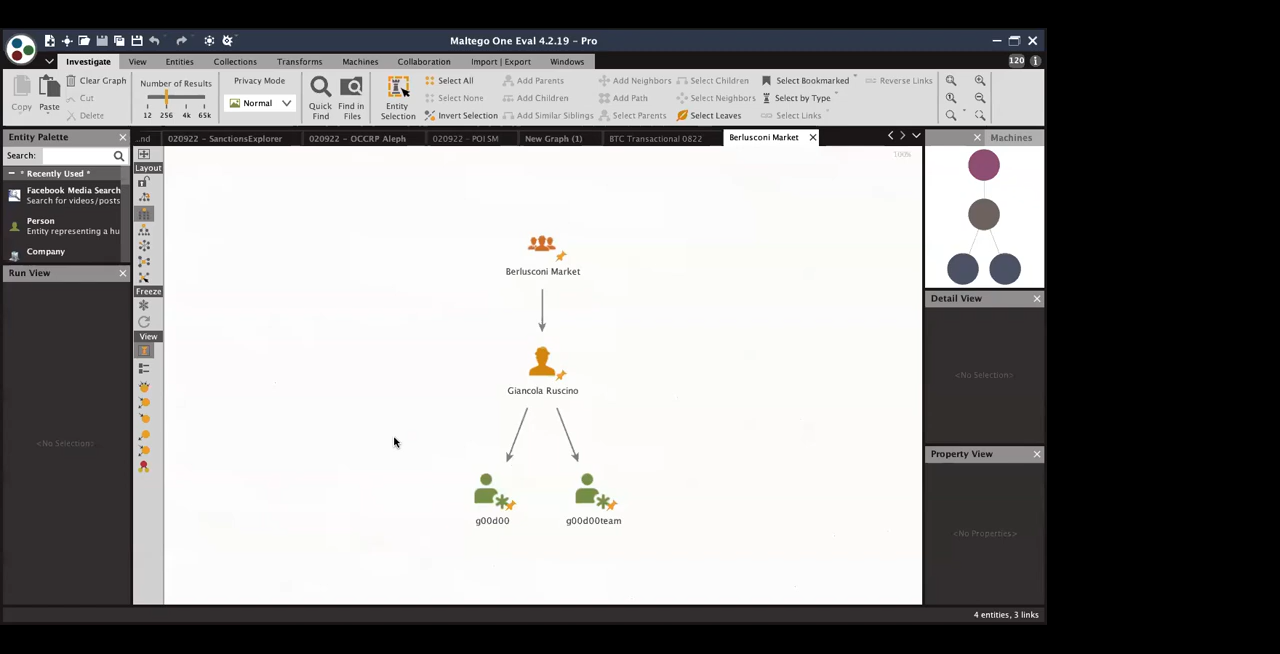 Maltego One Eval 4.2.19 - Pro
Investigate View Entities Collections Transforms Machines Collaboration Import | Export Windows
120
Copy
Paste
Clear Graph
Cut
Delete
Number of Results
12 256 4k 65k
Privacy Mode
Normal
Quick Find
Find in Files
Entity Selection
Select All
Select None
Invert Selection
Add Parents
Add Children
Add Similar Siblings
Add Neighbors
Add Path
Select Parents
Select Children
Select Neighbors
Select Leaves
Select Bookmarked
Select by Type
Select Links
Reverse Links
Entity Palette
Search:
* Recently Used *
Facebook Media Search
Search for videos/posts
Person
Entity representing a hu
Company
Run View
<No Selection>
..nd
020922 - SanctionsExplorer
020922 - OCCRP Aleph
020922 - POI SM
New Graph (1)
BTC Transactional 0822
Berlusconi Market
Layout
Freeze
View
100%
Berlusconi Market
Giancola Ruscino
g00d00
g00d00team
Machines
Detail View
<No Selection>
Property View
<No Properties>
4 entities, 3 links